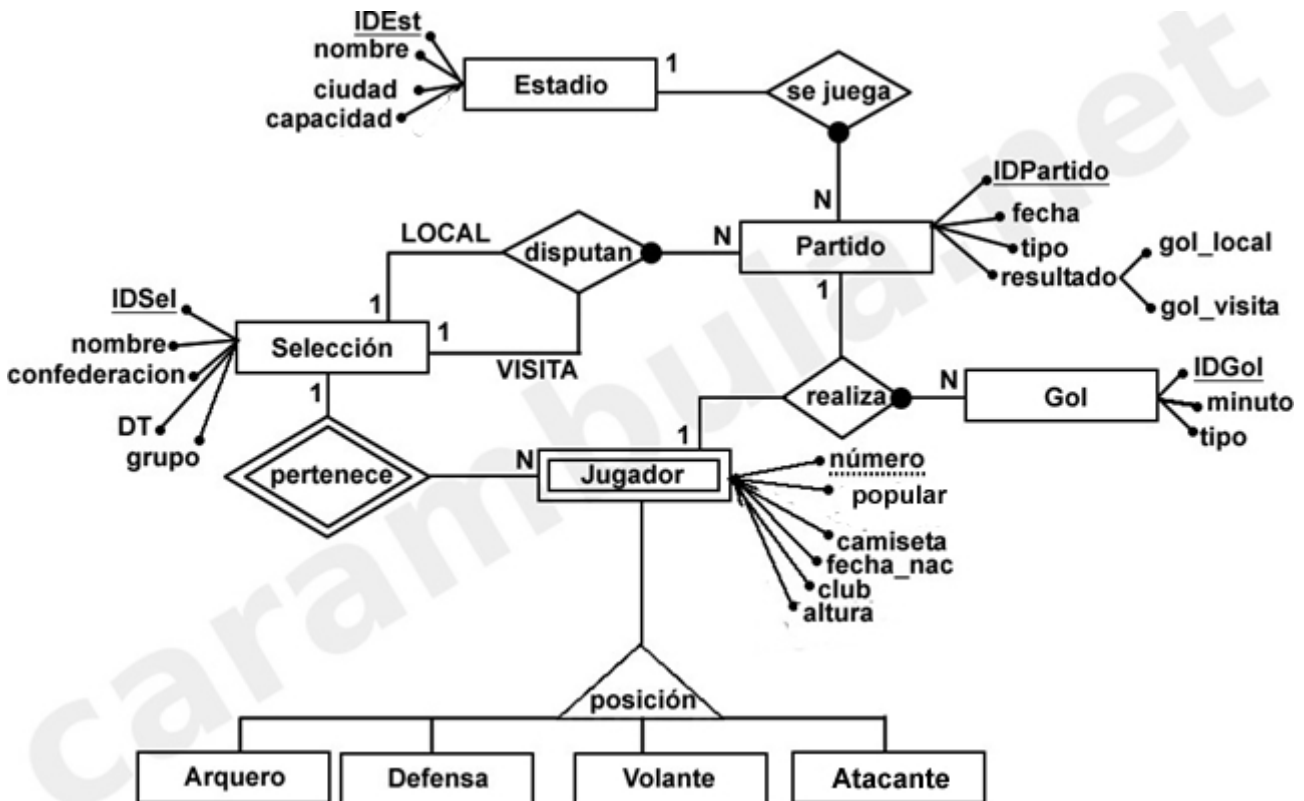 IDEst
nombre
ciudad
capacidad
Estadio
1
se juega
N
IDPartido
fecha
tipo
resultado
gol_local
gol_visita
Partido
N
1
LOCAL
disputan
VISITA
1
1
IDSel
nombre
confederacion
DT
grupo
Selección
1
pertenece
N
Jugador
1
realiza
N
Gol
IDGol
minuto
tipo
número
popular
camiseta
fecha_nac
club
altura
posición
Arquero
Defensa
Volante
Atacante
carambula.net